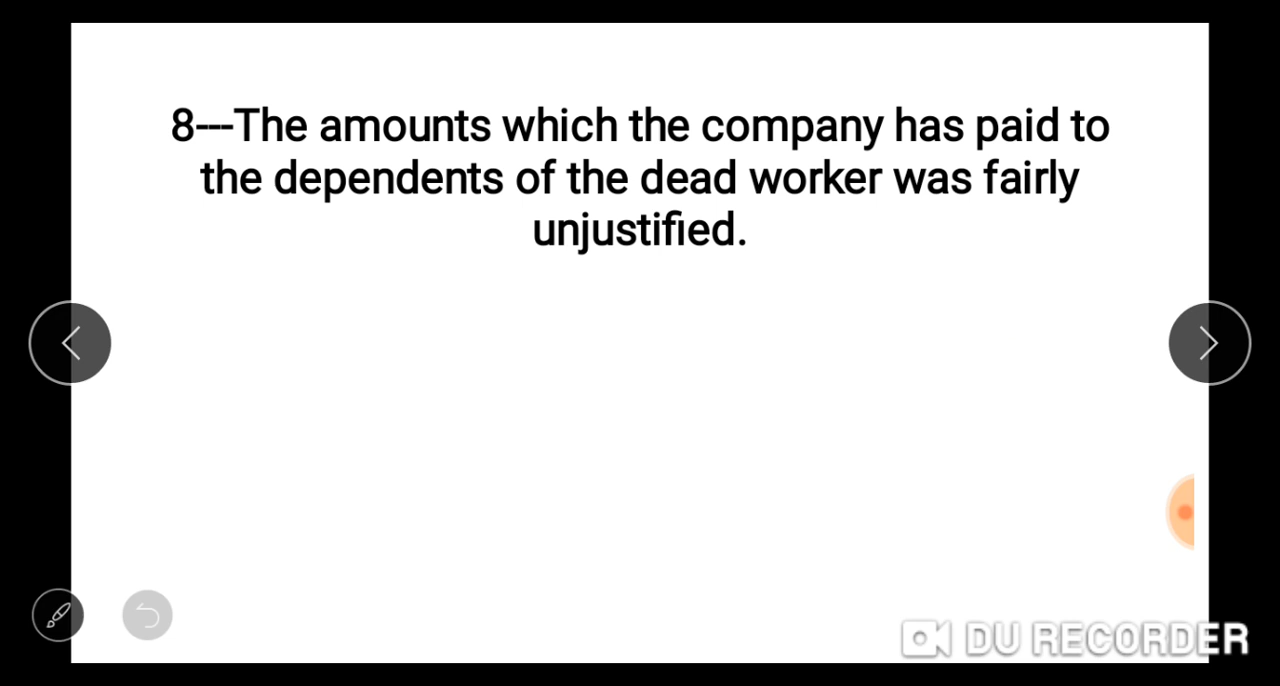 8---The amounts which the company has paid to
the dependents of the dead worker was fairly
unjustified.
DU RECORDER